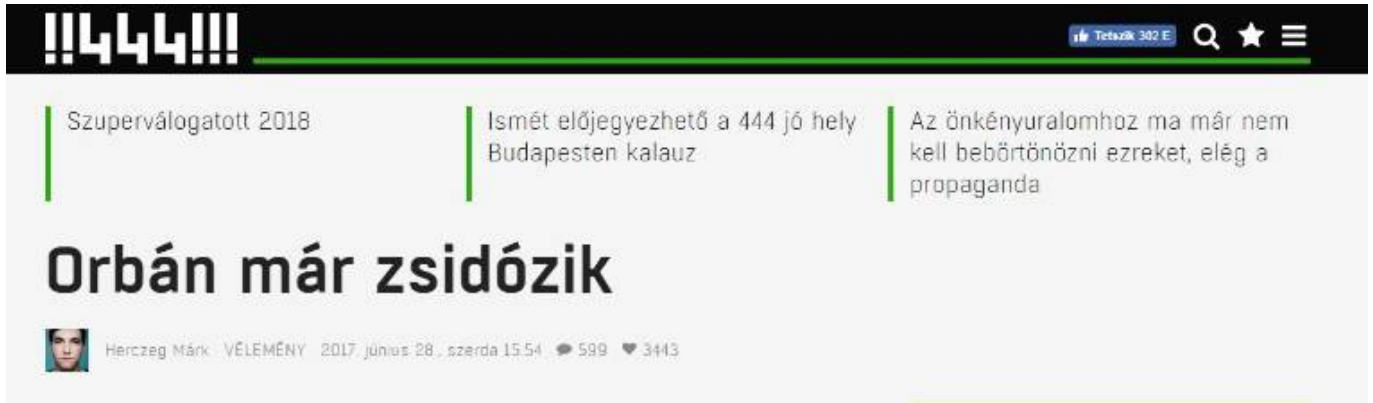 !!444!!!
Tetszik 302 E
Szuperválogatott 2018
Ismét előjegyezhető a 444 jó hely
Budapesten kalauz
Az önkényuralomhoz ma már nem
kell bebörtönözni ezreket, elég a
propaganda
Orbán már zsidózik
Herczeg Márk VÉLEMÉNY 2017. június 28., szerda 15:54 599 3443